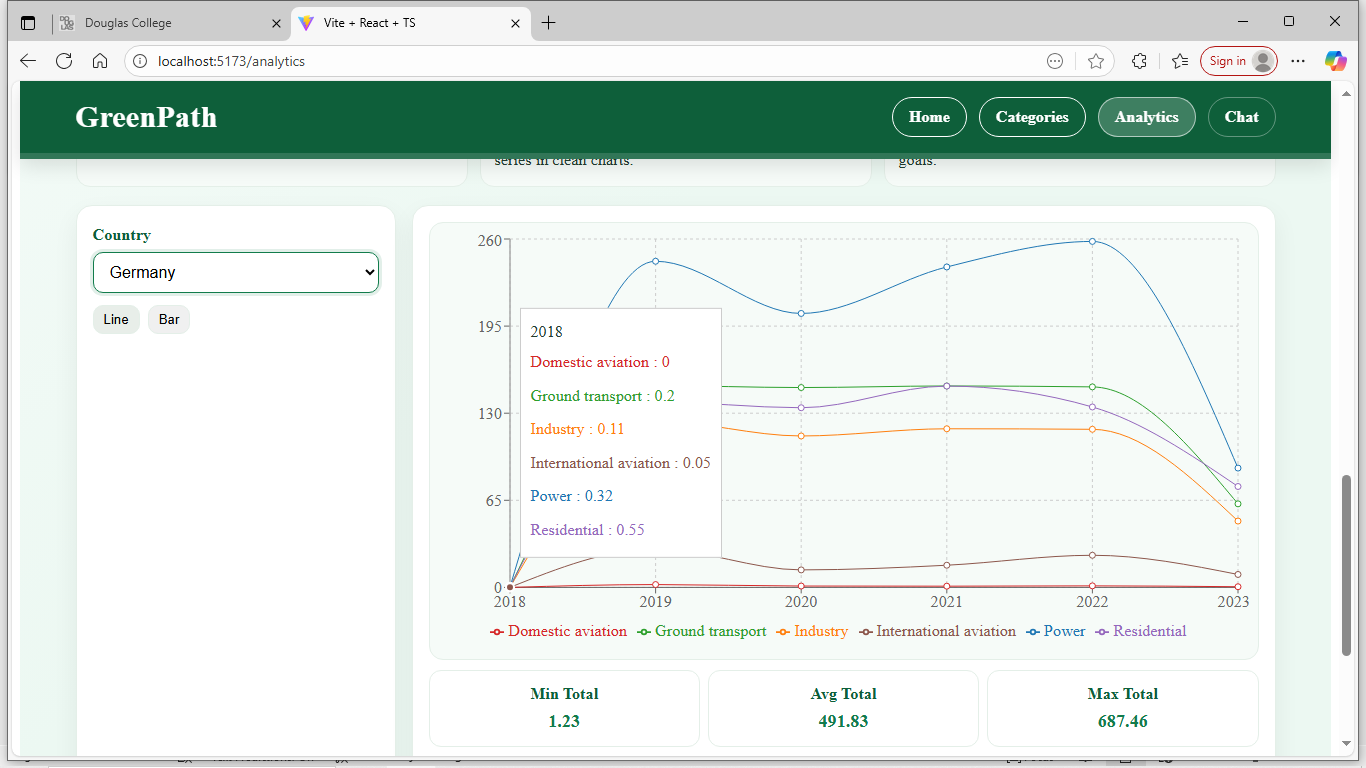 Douglas College
Vite + React + TS
localhost:5173/analytics
Sign in
GreenPath
Home
Categories
Analytics
Chat
series in clean charts.
goals.
Country
Germany
Line
Bar
260
195
130
65
0
2018
Domestic aviation : 0
Ground transport : 0.2
Industry : 0.11
International aviation : 0.05
Power : 0.32
Residential : 0.55
2018 2019 2020 2021 2022 2023
Domestic aviation Ground transport Industry International aviation Power Residential
Min Total
1.23
Avg Total
491.83
Max Total
687.46